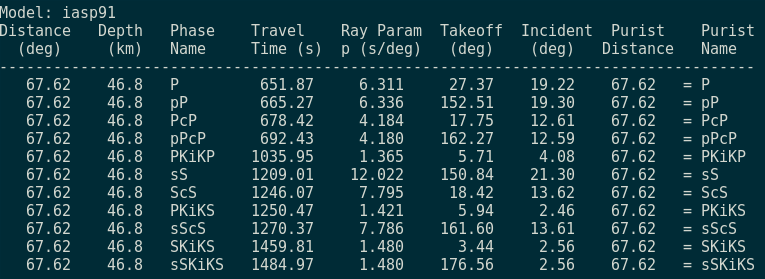 Model: iasp91
Distance Depth Phase Travel Ray Param Takeoff Incident Purist Purist
(deg) (km) Name Time (s) p (s/deg) (deg) (deg) Distance Name
--------------------------------------------------------------------------------
67.62 46.8 P 651.87 6.311 27.37 19.22 67.62 = P
67.62 46.8 pP 665.27 6.336 152.51 19.30 67.62 = pP
67.62 46.8 PcP 678.42 4.184 17.75 12.61 67.62 = PcP
67.62 46.8 pPcP 692.43 4.180 162.27 12.59 67.62 = pPcP
67.62 46.8 PKiKP 1035.95 1.365 5.71 4.08 67.62 = PKiKP
67.62 46.8 sS 1209.01 12.022 150.84 21.30 67.62 = sS
67.62 46.8 ScS 1246.07 7.795 18.42 13.62 67.62 = ScS
67.62 46.8 PKiKS 1250.47 1.421 5.94 2.46 67.62 = PKiKS
67.62 46.8 sScS 1270.37 7.786 161.60 13.61 67.62 = sScS
67.62 46.8 SKiKS 1459.81 1.480 3.44 2.56 67.62 = SKiKS
67.62 46.8 sSKiKS 1484.97 1.480 176.56 2.56 67.62 = sSKiKS